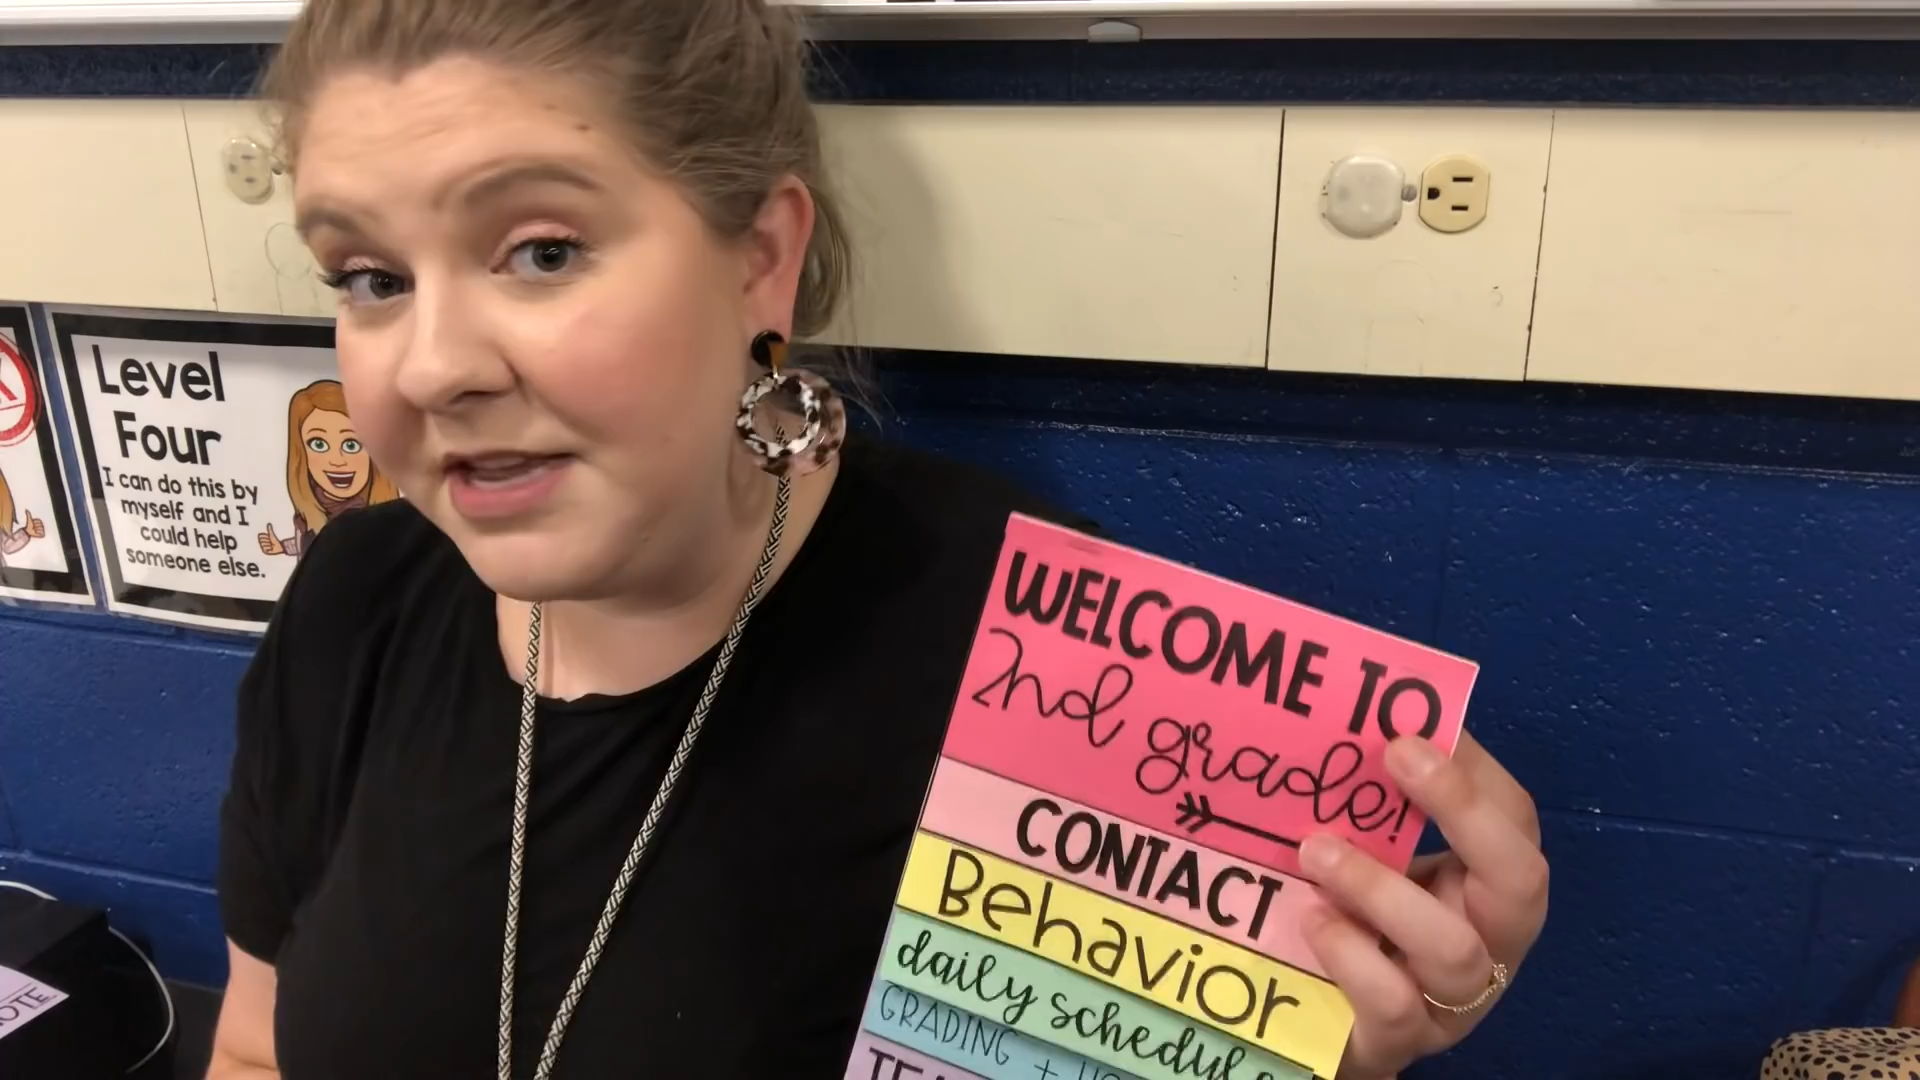 Level
Four
I can do this by
myself and I
could help
someone else.
WELCOME TO
2nd grade!
CONTACT
Behavior
daily schedule
GRADING +